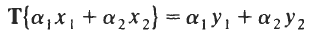 T{α₁x₁ + α₂x₂} = α₁y₁ + α₂y₂